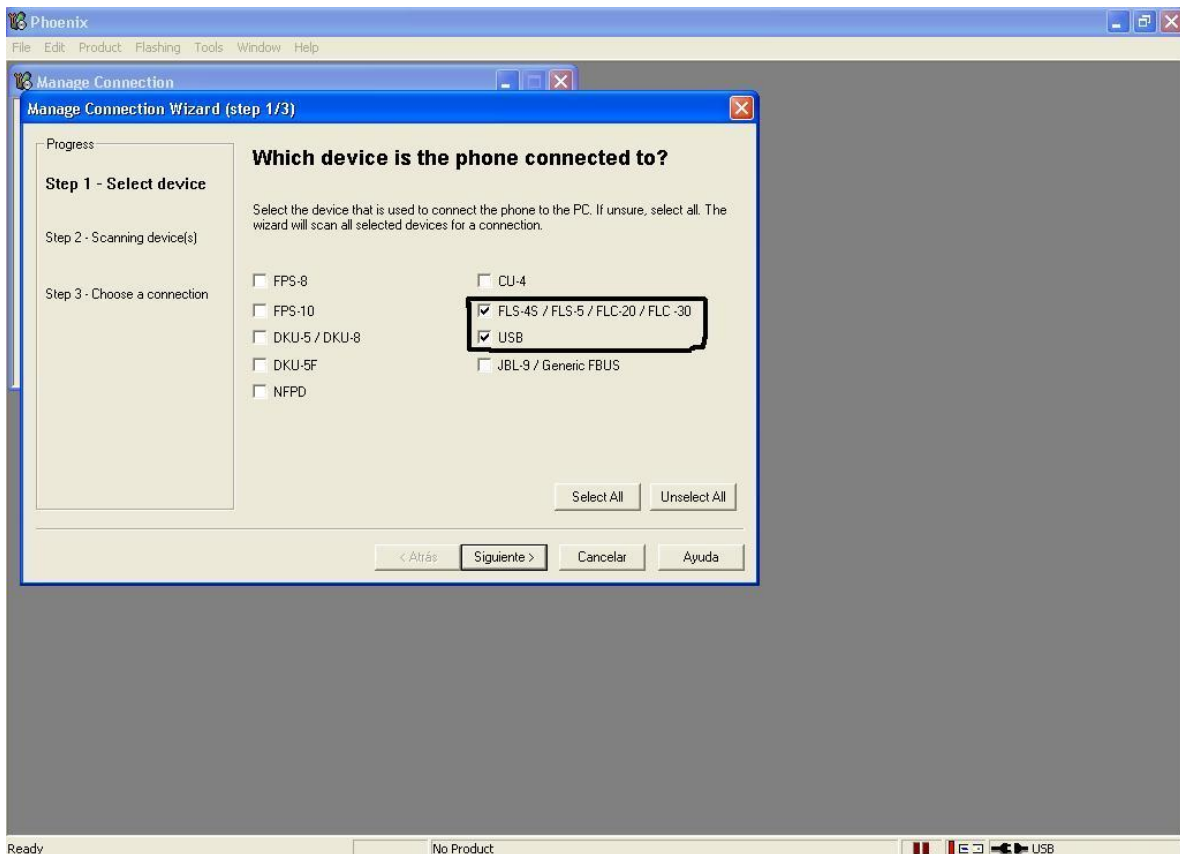 Phoenix
File Edit Product Flashing Tools Window Help
Manage Connection
Manage Connection Wizard (step 1/3)
Progress
Step 1 - Select device
Step 2 - Scanning device(s)
Step 3 - Choose a connection
Which device is the phone connected to?
Select the device that is used to connect the phone to the PC. If unsure, select all. The
wizard will scan all selected devices for a connection.
FPS-8
FPS-10
DKU-5 / DKU-8
DKU-5F
NFPD
CU-4
FLS-4S / FLS-5 / FLC-20 / FLC -30
USB
JBL-9 / Generic FBUS
Select All Unselect All
< Atrás Siguiente > Cancelar Ayuda
Ready No Product USB